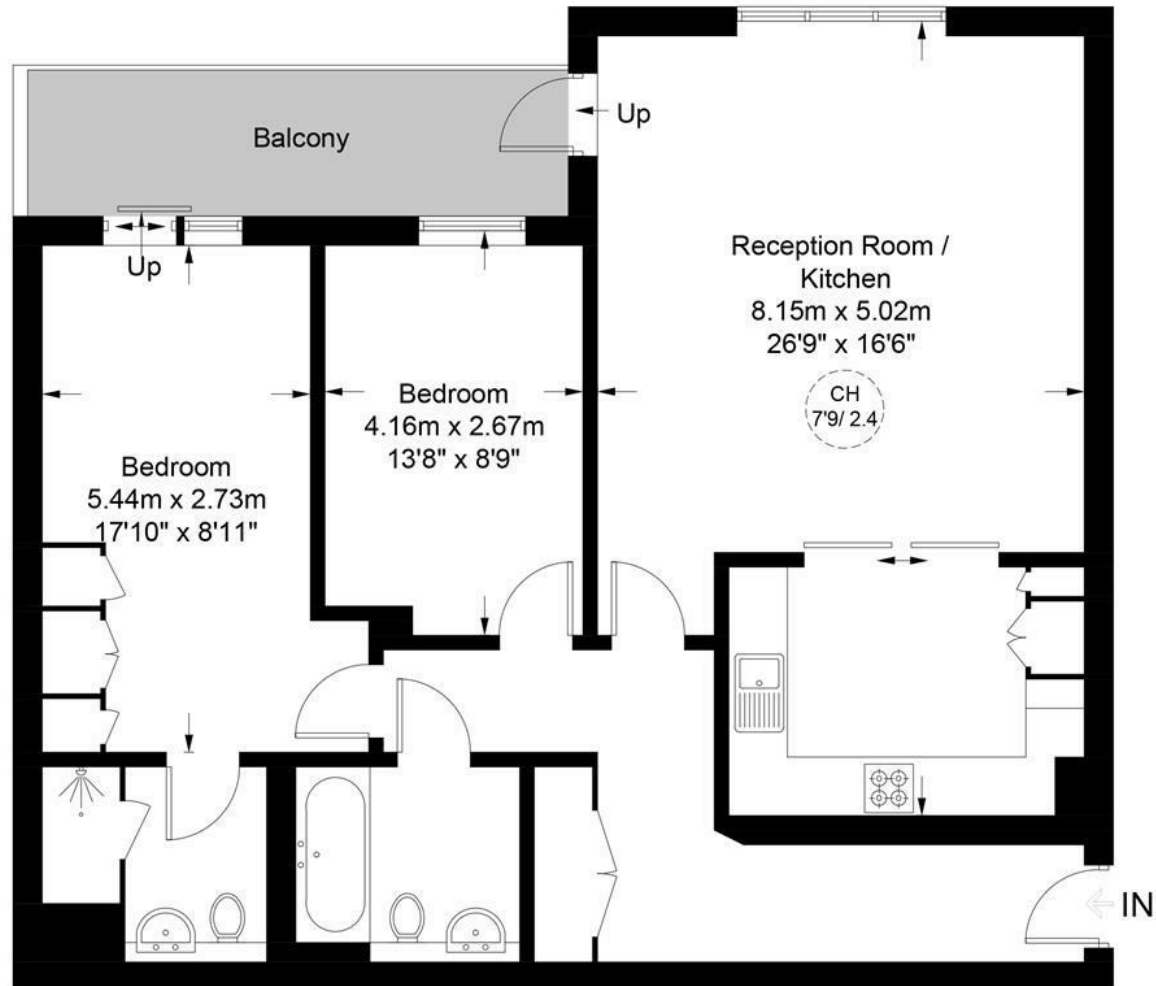 Balcony
Up
Up
Reception Room /
Kitchen
8.15m x 5.02m
26'9" x 16'6"
CH
7'9/ 2.4
Bedroom
4.16m x 2.67m
13'8" x 8'9"
Bedroom
5.44m x 2.73m
17'10" x 8'11"
IN